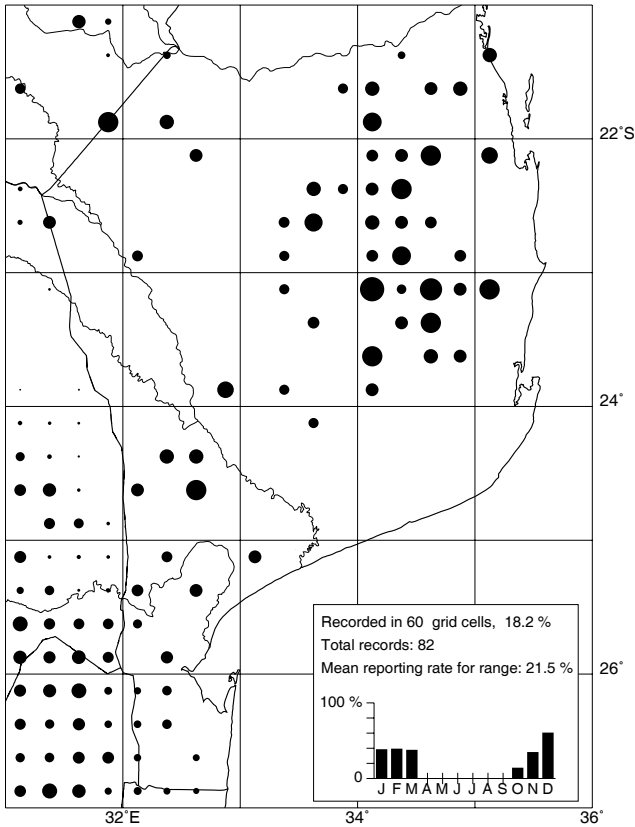 22°S
24°
Recorded in 60 grid cells, 18.2 %
Total records: 82
Mean reporting rate for range: 21.5 %
26°
100 %
0
J F M A M J J A S O N D
32°E 34° 36°